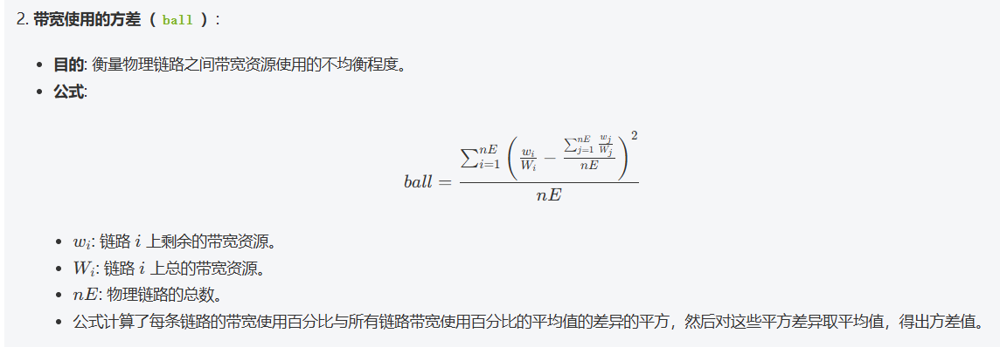 2. 带宽使用的方差（ ball ）:
• 目的: 衡量物理链路之间带宽资源使用的不均衡程度。
• 公式:
$$ball = \frac{\sum_{i=1}^{nE} \left( \frac{w_i}{W_i} - \frac{\sum_{j=1}^{nE} \frac{w_j}{W_j}}{nE} \right)^2}{nE}$$
• $w_i$: 链路 $i$ 上剩余的带宽资源。
• $W_i$: 链路 $i$ 上总的带宽资源。
• $nE$: 物理链路的总数。
• 公式计算了每条链路的带宽使用百分比与所有链路带宽使用百分比的平均值的差异的平方，然后对这些平方差异取平均值，得出方差值。